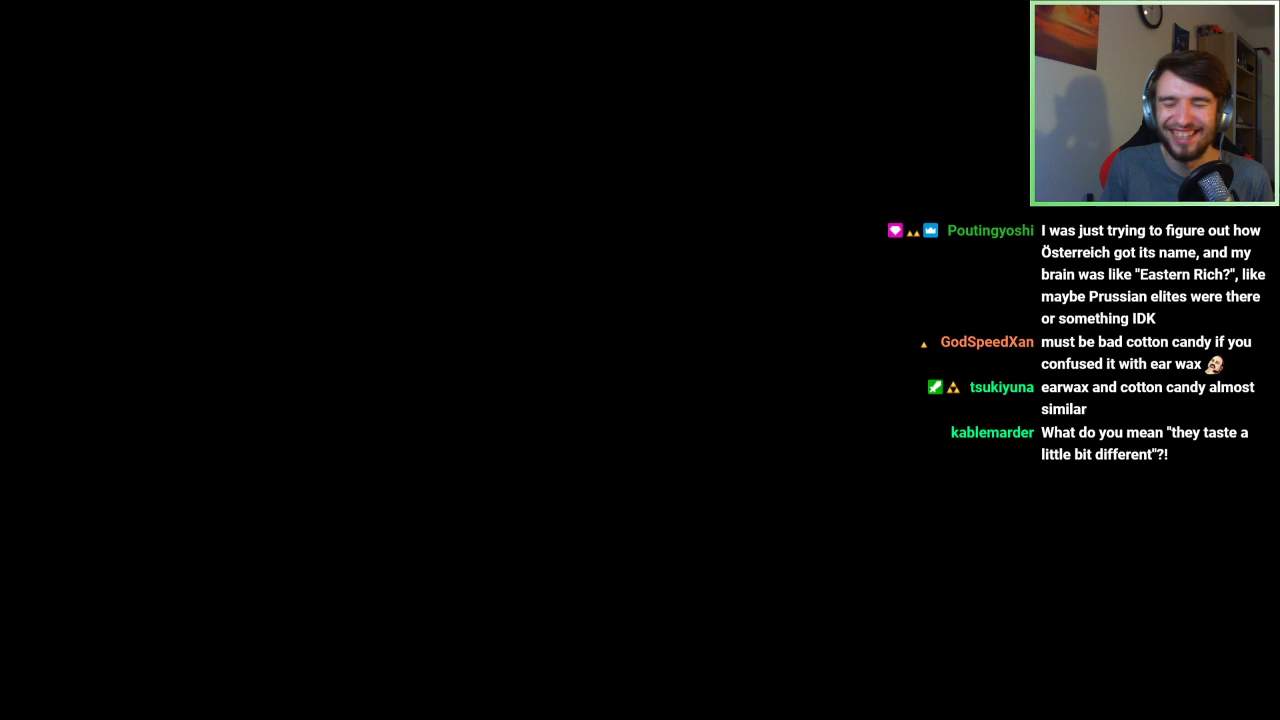 Poutingyoshi I was just trying to figure out how
Österreich got its name, and my
brain was like "Eastern Rich?", like
maybe Prussian elites were there
or something IDK
GodSpeedXan must be bad cotton candy if you
confused it with ear wax
tsukiyuna earwax and cotton candy almost
similar
kablemarder What do you mean "they taste a
little bit different"?!